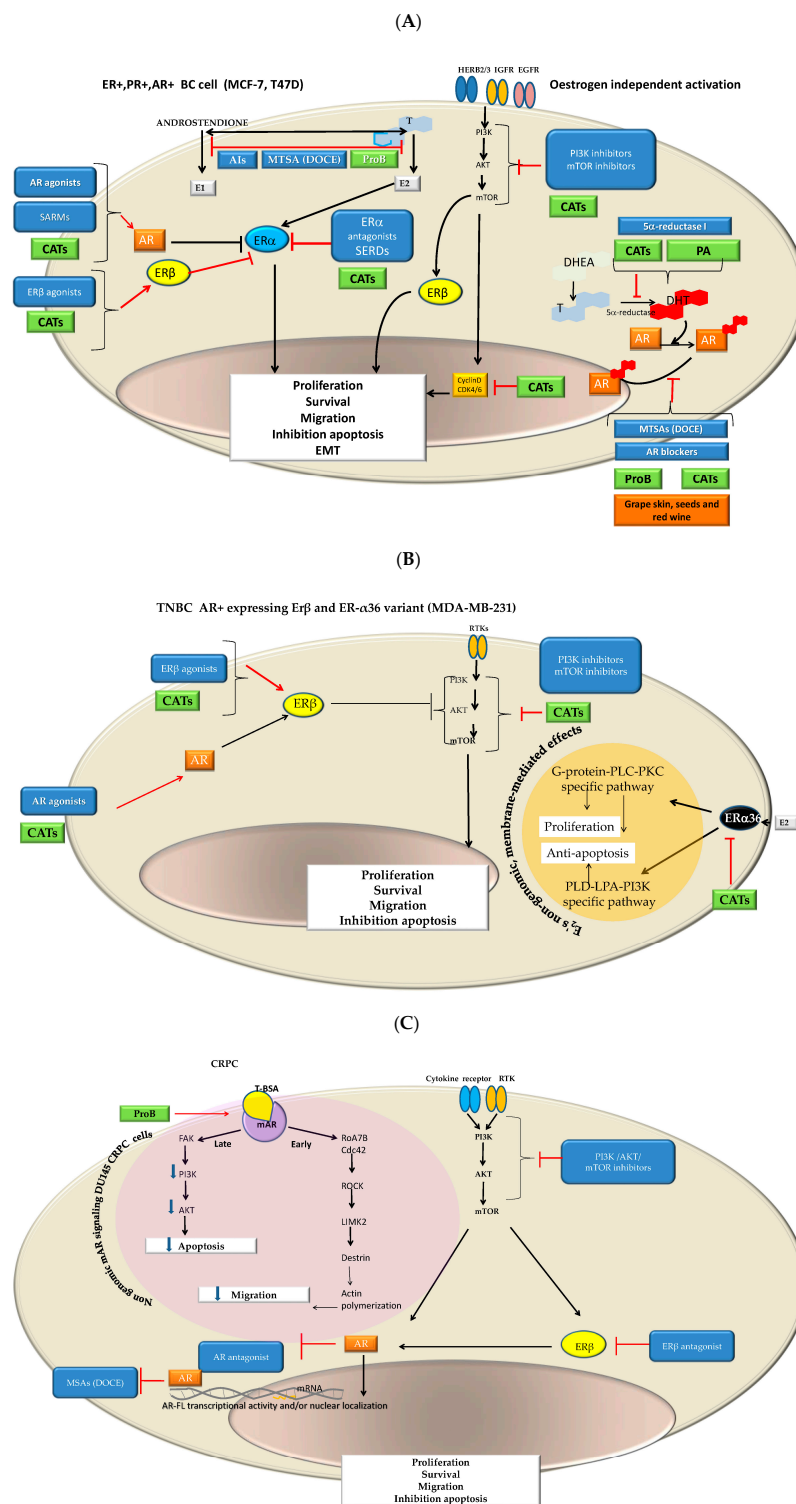 (A)
HERB2/3 IGFR EGFR
ER+,PR+,AR+ BC cell (MCF-7, T47D)
Oestrogen independent activation
ANDROSTENDIONE
T
PI3K
AKT
mTOR
AIs
MTSA (DOCE)
ProB
E1
E2
PI3K inhibitors
mTOR inhibitors
CATs
AR agonists
SARMs
CATs
AR
ERα
ERα
antagonists
SERDs
CATs
ERβ agonists
CATs
ERβ
ERβ
5α-reductase I
CATs
PA
DHEA
T
5α-reductase
DHT
AR
AR
AR
Proliferation
Survival
Migration
Inhibition apoptosis
EMT
CyclinD
CDK4/6
CATs
MTSAs (DOCE)
AR blockers
ProB
CATs
Grape skin, seeds and
red wine
(B)
TNBC AR+ expressing Erβ and ER-α36 variant (MDA-MB-231)
RTKs
ERβ agonists
CATs
ERβ
PI3K
AKT
mTOR
PI3K inhibitors
mTOR inhibitors
CATs
AR
AR agonists
CATs
E2's non-genomic, membrane-mediated effects
G-protein-PLC-PKC
specific pathway
Proliferation
Anti-apoptosis
PLD-LPA-PI3K
specific pathway
ERα36
E2
CATs
Proliferation
Survival
Migration
Inhibition apoptosis
(C)
CRPC
T-BSA
mAR
ProB
Late
Early
FAK
PI3K
AKT
Apoptosis
RoA7B
Cdc42
ROCK
LIMK2
Destrin
Actin
polymerization
Migration
Non genomic mAR signaling DU145 CRPC cells
Cytokine receptor
RTK
PI3K
AKT
mTOR
PI3K /AKT/
mTOR inhibitors
AR
AR antagonist
ERβ
ERβ antagonist
MSAs (DOCE)
AR
mRNA
AR-FL transcriptional activity and/or nuclear localization
Proliferation
Survival
Migration
Inhibition apoptosis